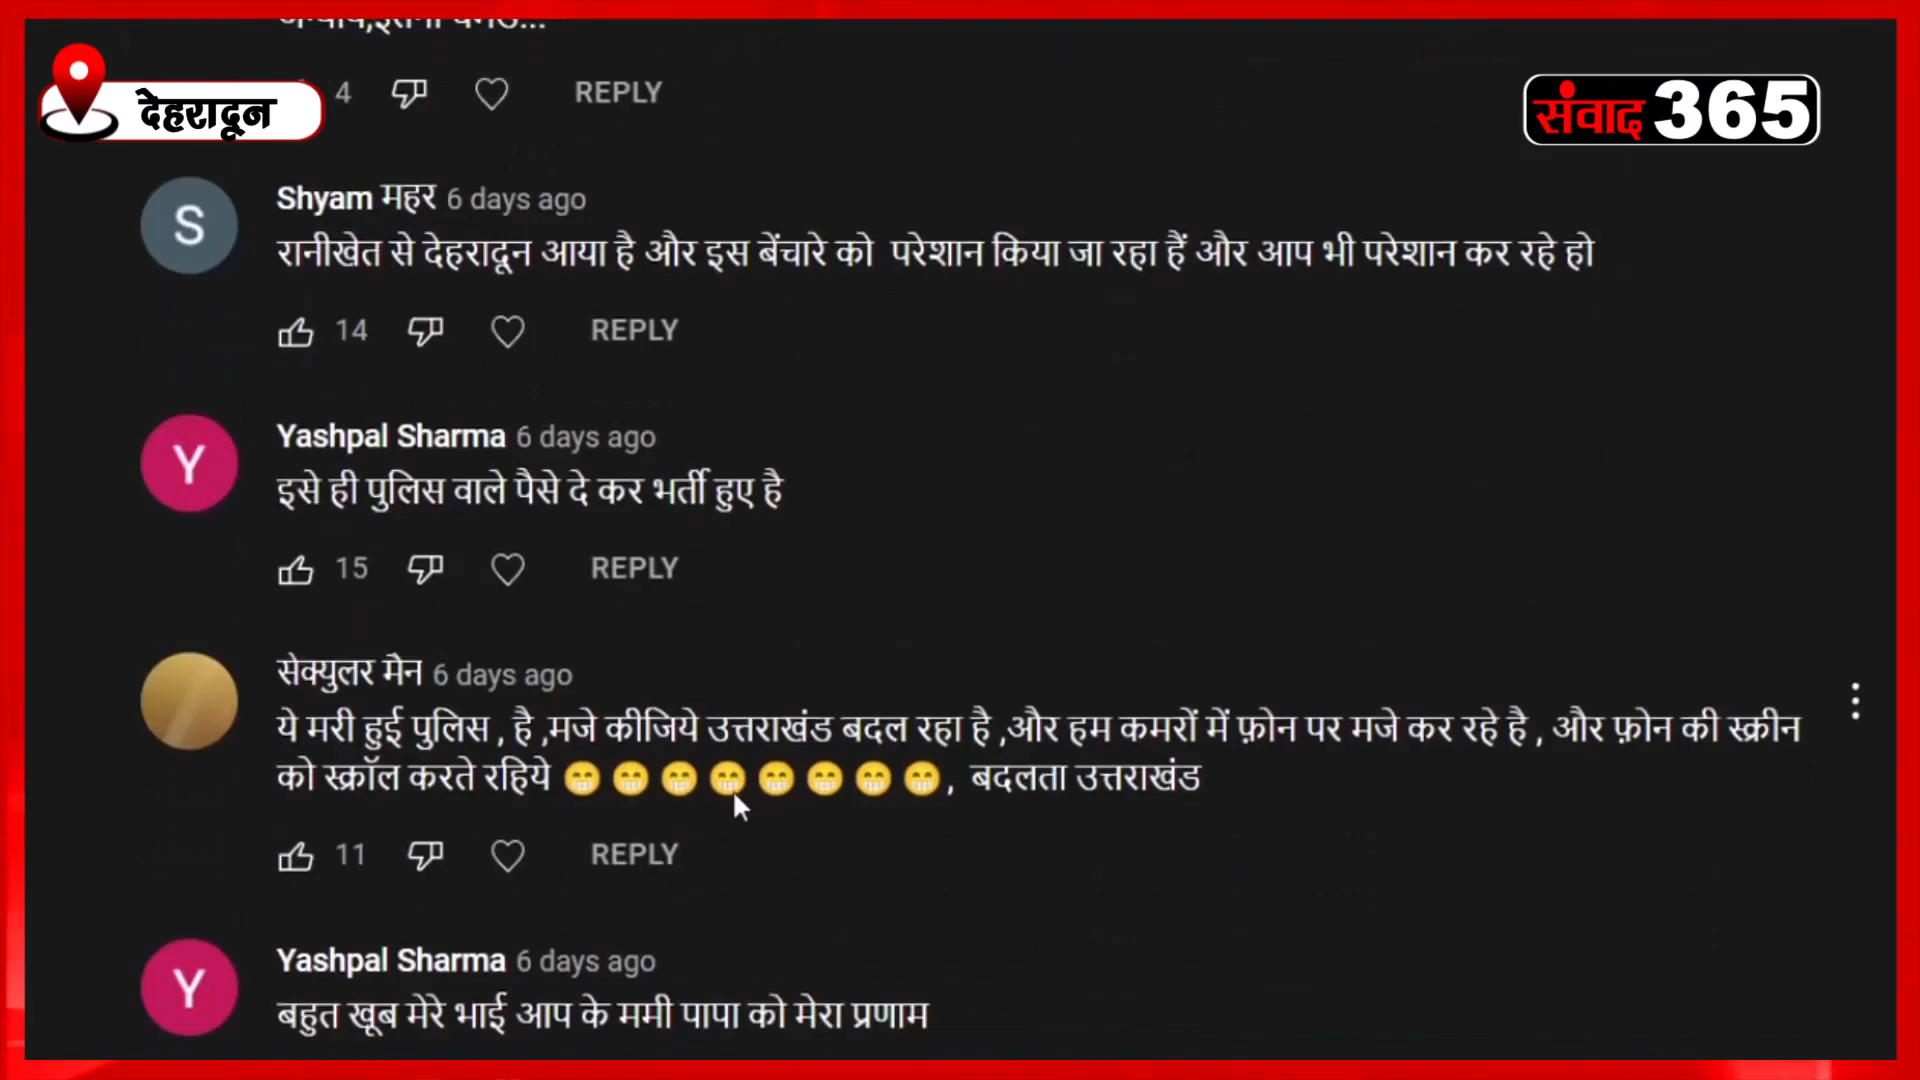 4 REPLY
देहरादून
संवाद 365
S
Shyam महर 6 days ago
रानीखेत से देहरादून आया है और इस बेंचारे को परेशान किया जा रहा हैं और आप भी परेशान कर रहे हो
14 REPLY
Y
Yashpal Sharma 6 days ago
इसे ही पुलिस वाले पैसे दे कर भर्ती हुए है
15 REPLY
सेक्युलर मैन 6 days ago
ये मरी हुई पुलिस , है ,मजे कीजिये उत्तराखंड बदल रहा है ,और हम कमरों में फ़ोन पर मजे कर रहे है , और फ़ोन की स्क्रीन
को स्क्रॉल करते रहिये 😁😁😁😁😁😁😁😁, बदलता उत्तराखंड
11 REPLY
Y
Yashpal Sharma 6 days ago
बहुत खूब मेरे भाई आप के ममी पापा को मेरा प्रणाम